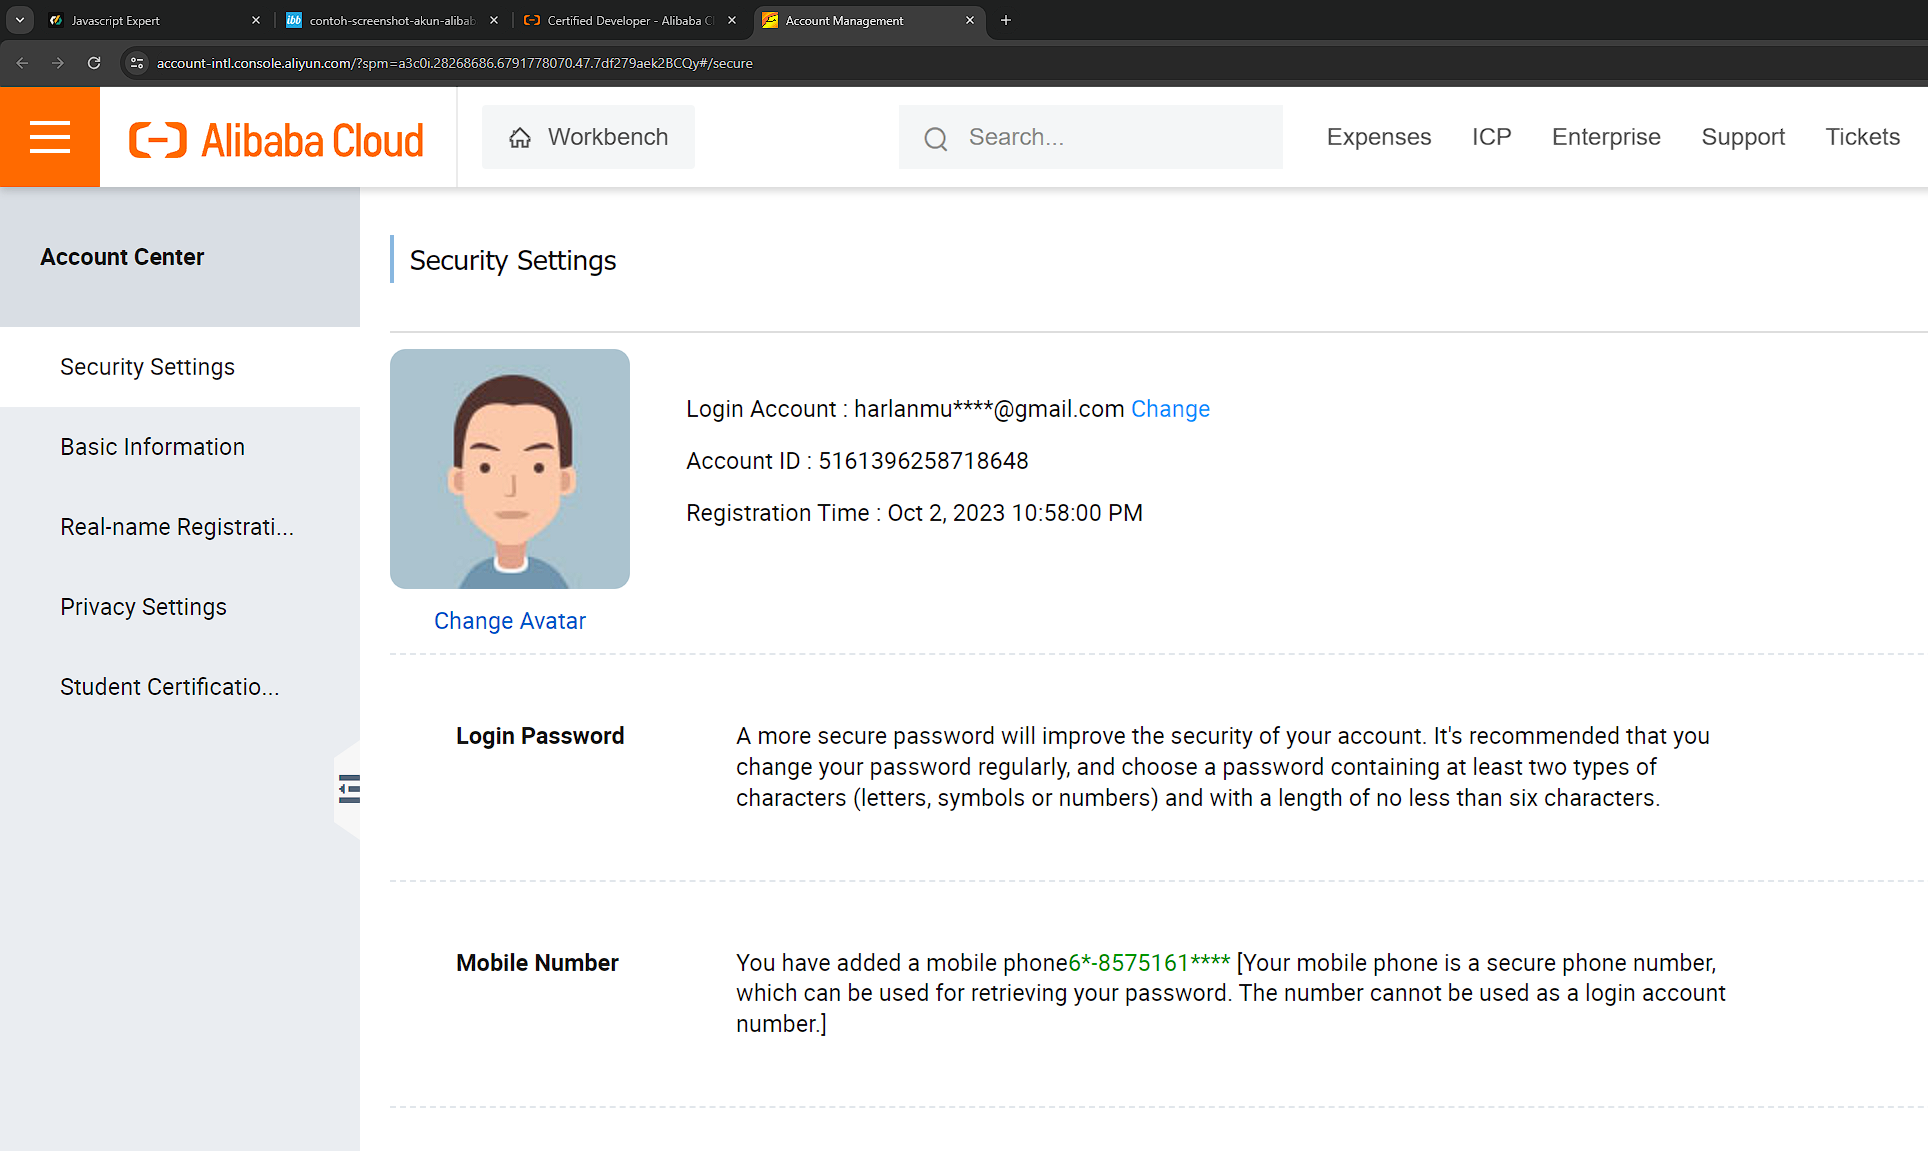 Javascript Expert
contoh-screenshot-akun-alibab
Certified Developer - Alibaba Cl
Account Management
account-intl.console.aliyun.com/?spm=a3c0i.28268686.6791778070.47.7df279aek2BCQy#/secure
Alibaba Cloud
Workbench
Search...
Expenses
ICP
Enterprise
Support
Tickets
Account Center
Security Settings
Basic Information
Real-name Registrati...
Privacy Settings
Student Certificatio...
Security Settings
Login Account : harlanmu****@gmail.com Change
Account ID : 5161396258718648
Registration Time : Oct 2, 2023 10:58:00 PM
Change Avatar
Login Password
A more secure password will improve the security of your account. It's recommended that you
change your password regularly, and choose a password containing at least two types of
characters (letters, symbols or numbers) and with a length of no less than six characters.
Mobile Number
You have added a mobile phone6*-8575161**** [Your mobile phone is a secure phone number,
which can be used for retrieving your password. The number cannot be used as a login account
number.]